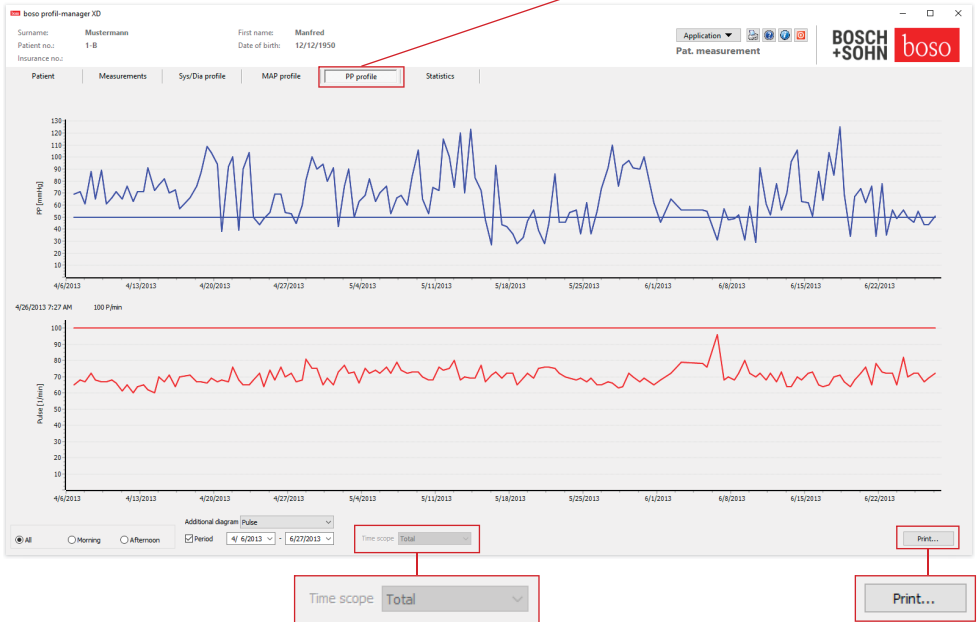 boso boso profil-manager XD
Surname: Mustermann First name: Manfred
Patient no.: 1-B Date of birth: 12/12/1950
Insurance no.:
Application
Pat. measurement
BOSCH
+SOHN
boso
Patient Measurements Sys/Dia profile MAP profile PP profile Statistics
PP [mmHg]
130
120
110
100
90
80
70
60
50
40
30
20
10
4/6/2013 4/13/2013 4/20/2013 4/27/2013 5/4/2013 5/11/2013 5/18/2013 5/25/2013 6/1/2013 6/8/2013 6/15/2013 6/22/2013
4/26/2013 7:27 AM 100 P/min
Pulse [1/min]
100
90
80
70
60
50
40
30
20
10
4/6/2013 4/13/2013 4/20/2013 4/27/2013 5/4/2013 5/11/2013 5/18/2013 5/25/2013 6/1/2013 6/8/2013 6/15/2013 6/22/2013
Additional diagram Pulse
All Morning Afternoon Period 4/ 6/2013 - 6/27/2013 Time scope Total Print...
Time scope Total Print...